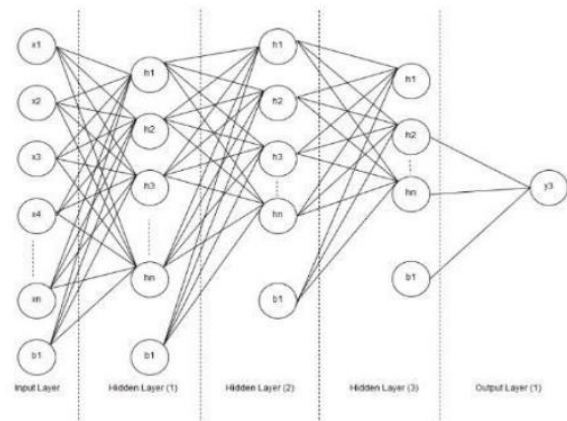 x1
x2
x3
x4
xn
b1
h1
h2
h3
hn
b1
h1
h2
h3
hn
b1
h1
h2
hn
b1
y3
Input Layer
Hidden Layer (1)
Hidden Layer (2)
Hidden Layer (3)
Output Layer (1)